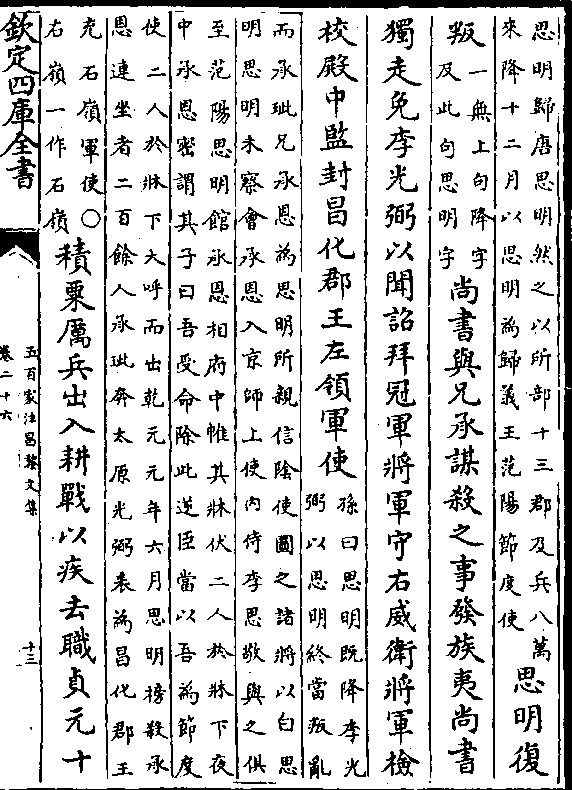 思明歸唐思明然之以所部十三郡及兵八萬
來降十二月以思明為歸義王范陽節度使
思明復
叛
一無上句降字
及此句思明字
尚書與兄承謀殺之事發族夷尚書
獨走免李光弼以聞詔拜冠軍將軍守右威衛將軍檢
校殿中監封昌化郡王左領軍使
孫曰思明既降李光
弼以思明終當叛亂
而承玼兄承恩為思明所親信陰使圖之諸將以白思
明思明未察會承恩入京師上使內侍李思敬與之俱
至范陽思明館承恩相府中帷其牀伏二人於牀下夜
中承恩密謂其子曰吾受命除此逆臣當以吾為節度
使二人於牀下大呼而出乾元元年六月思明搒殺承
恩連坐者二百餘人承玼奔太原光弼表為昌化郡王
充石嶺軍使〇
右嶺一作石嶺
積粟厲兵出入耕戰以疾去職貞元十
欽定四庫全書
五百家注昌黎文集
卷二十六
十三